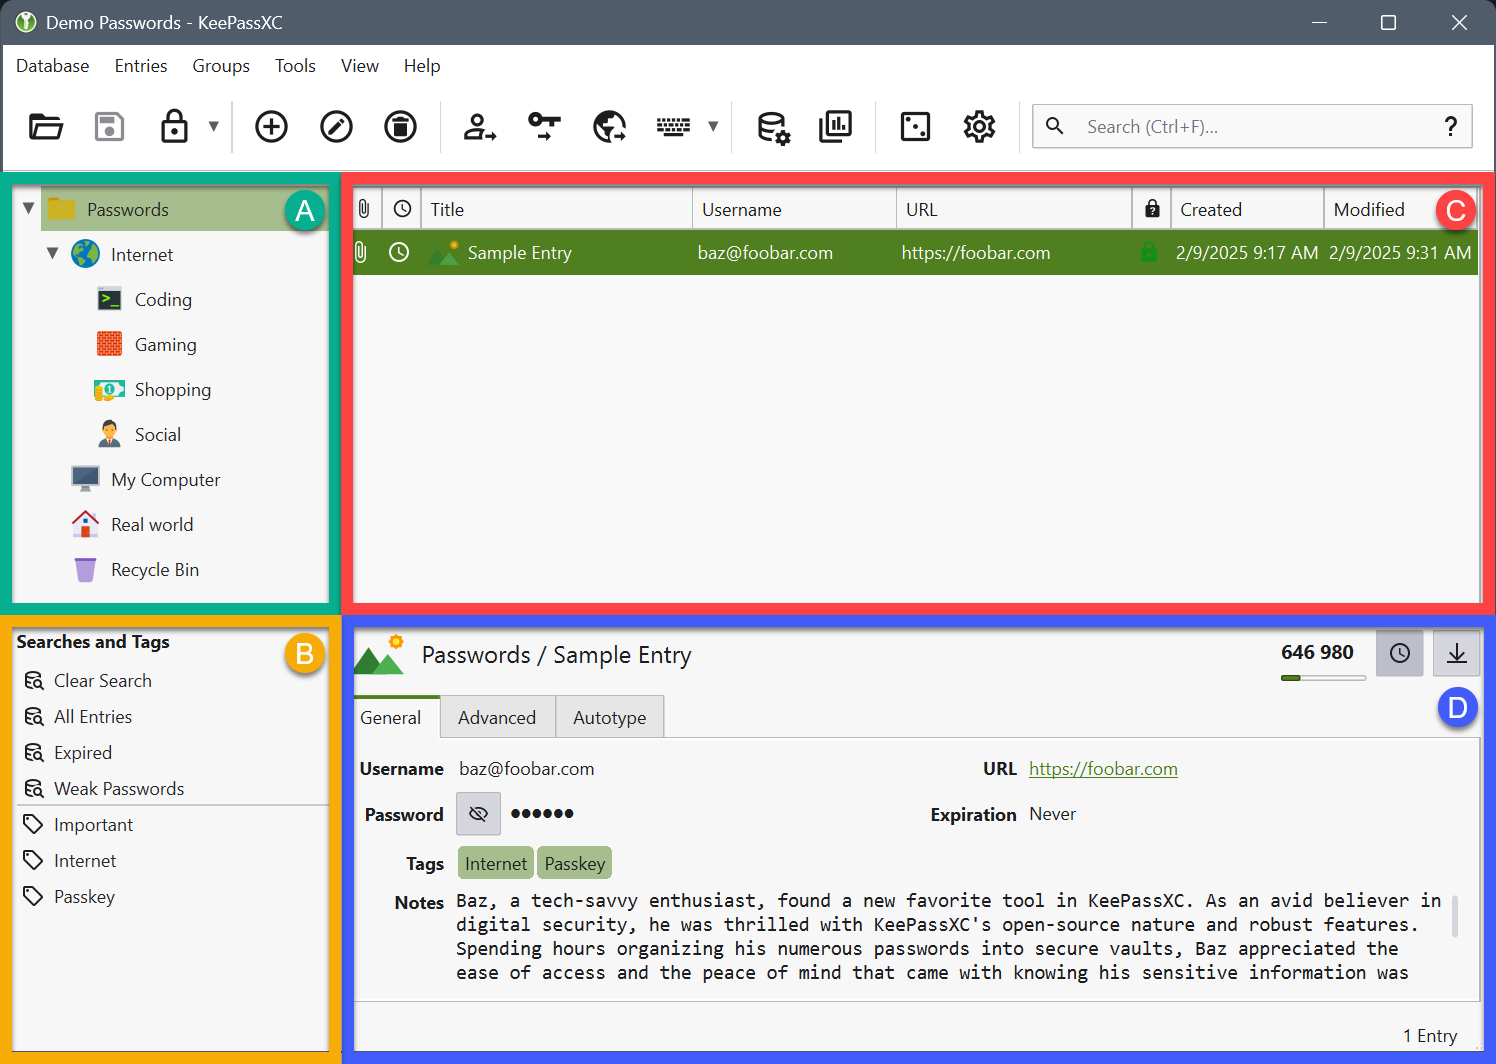 Demo Passwords - KeePassXC
Database Entries Groups Tools View Help
Search (Ctrl+F)... ?
Passwords A
Internet
Coding
Gaming
Shopping
Social
My Computer
Real world
Recycle Bin
Title Username URL Created Modified C
Sample Entry baz@foobar.com https://foobar.com 2/9/2025 9:17 AM 2/9/2025 9:31 AM
Searches and Tags B
Clear Search
All Entries
Expired
Weak Passwords
Important
Internet
Passkey
Passwords / Sample Entry 646 980
D
General Advanced Autotype
Username baz@foobar.com URL https://foobar.com
Password ●●●●●● Expiration Never
Tags Internet Passkey
Notes Baz, a tech-savvy enthusiast, found a new favorite tool in KeePassXC. As an avid believer in
digital security, he was thrilled with KeePassXC's open-source nature and robust features.
Spending hours organizing his numerous passwords into secure vaults, Baz appreciated the
ease of access and the peace of mind that came with knowing his sensitive information was
1 Entry